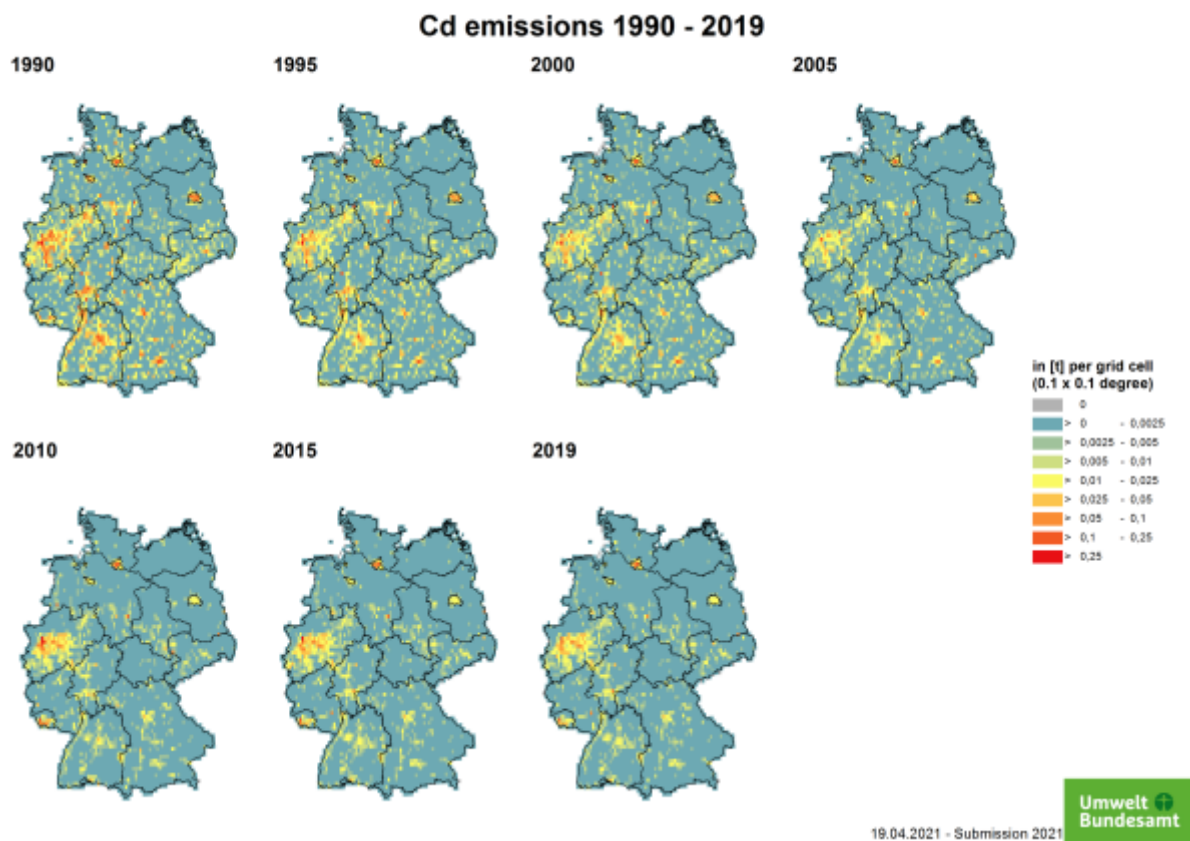 Cd emissions 1990 - 2019
1990
1995
2000
2005
in [t] per grid cell
(0.1 x 0.1 degree)
0
> 0 - 0,0025
> 0,0025 - 0,005
> 0,005 - 0,01
> 0,01 - 0,025
> 0,025 - 0,05
> 0,05 - 0,1
> 0,1 - 0,25
> 0,25
2010
2015
2019
Umwelt
Bundesamt
19.04.2021 - Submission 2021